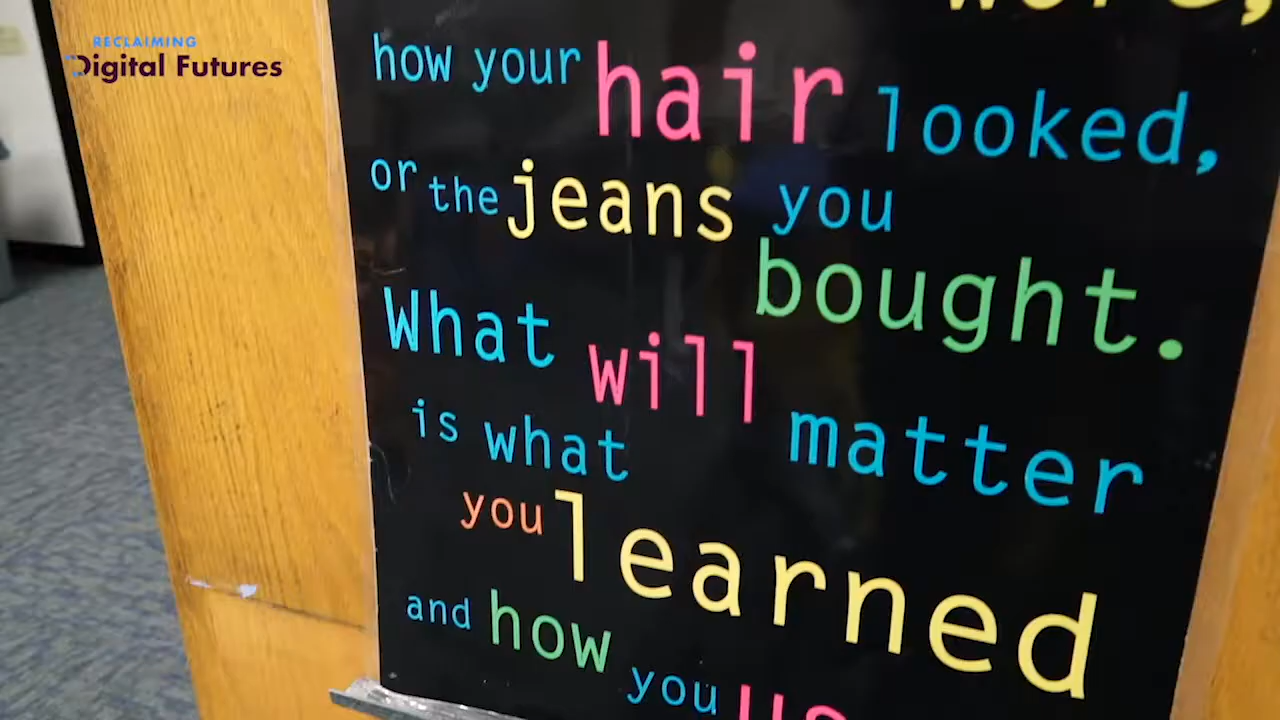 RECLAIMING
Digital Futures
how your hair looked,
or the jeans you
bought.
What will matter
is what
you learned
and how you